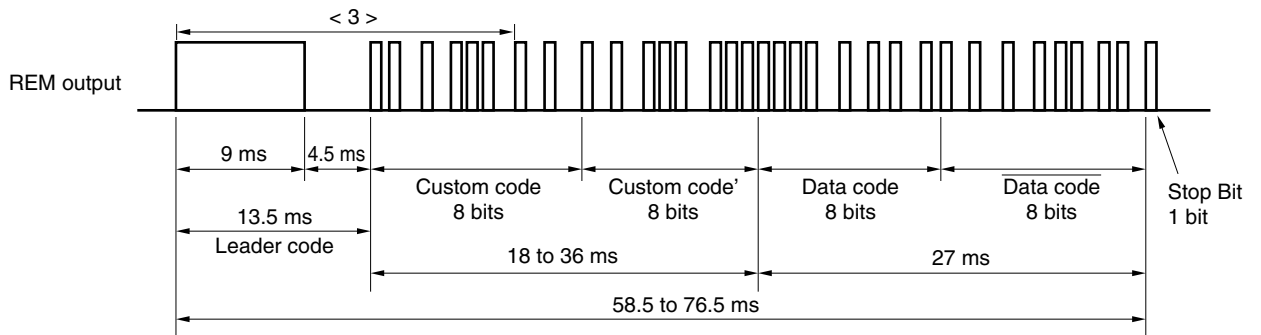 < 3 >
REM output
9 ms
4.5 ms
Custom code
8 bits
Custom code’
8 bits
Data code
8 bits
Data code
8 bits
Stop Bit
1 bit
13.5 ms
Leader code
18 to 36 ms
27 ms
58.5 to 76.5 ms